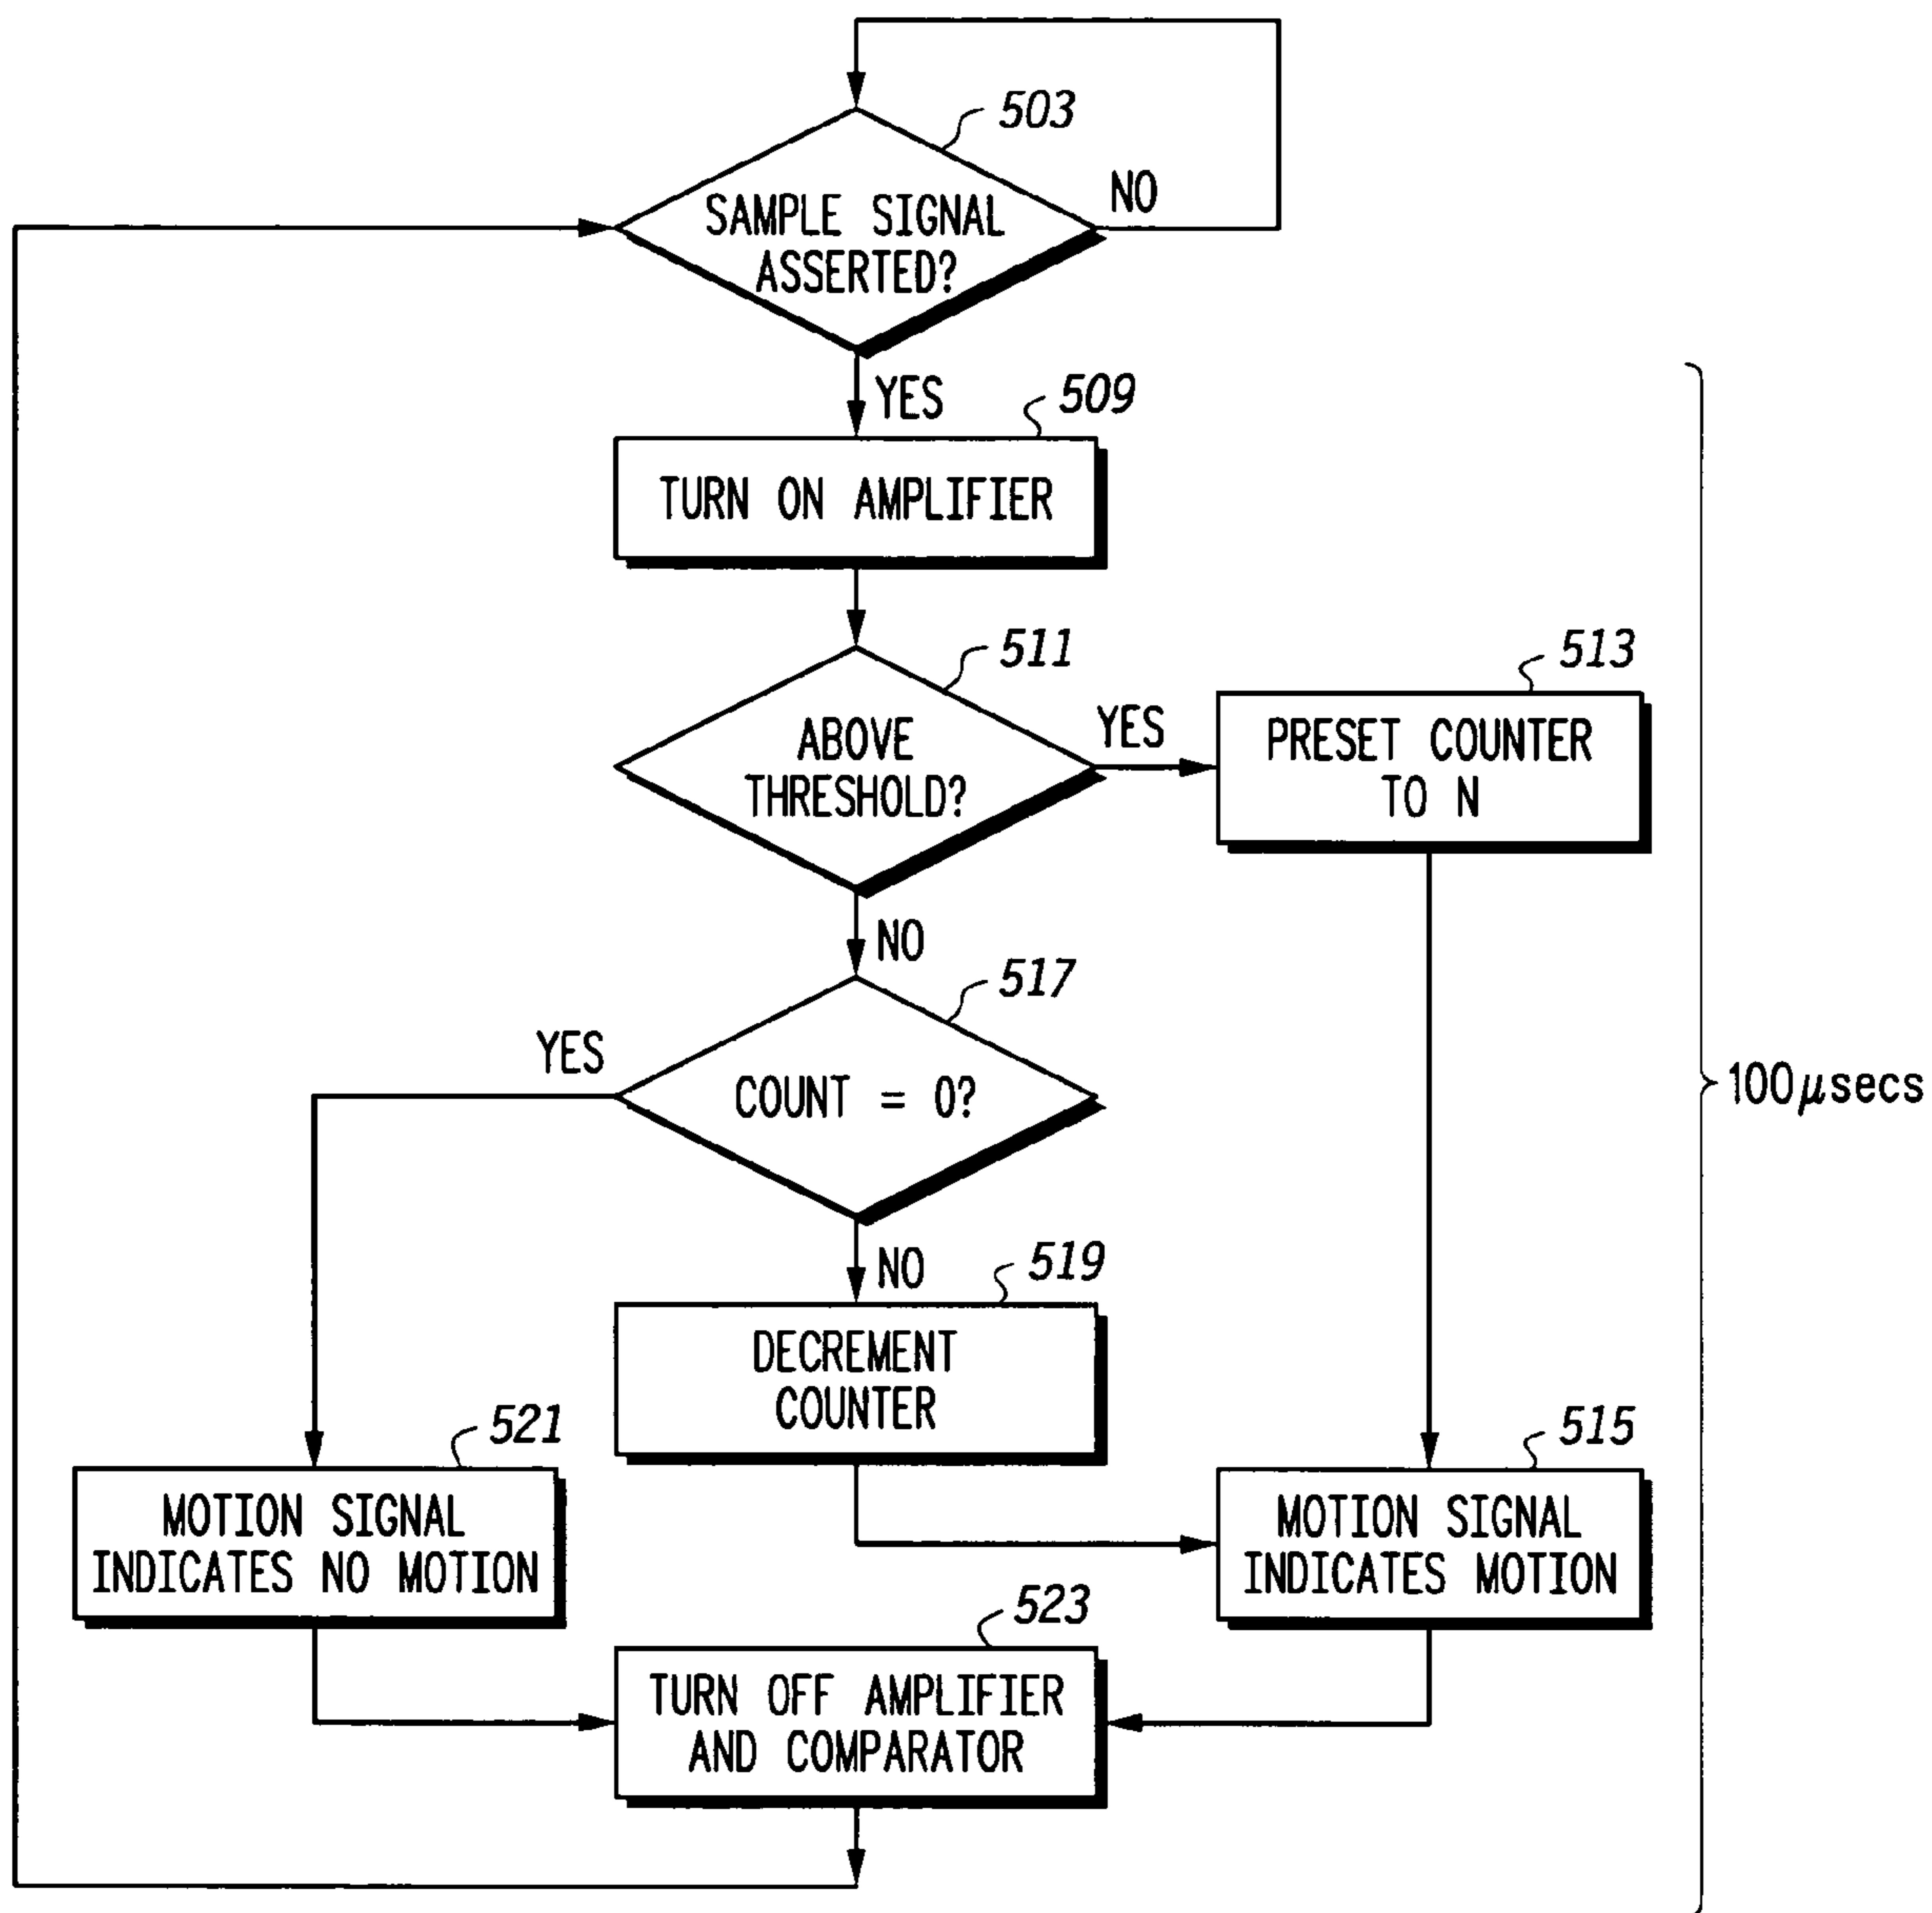 503
SAMPLE SIGNAL
ASSERTED?
NO
YES
509
TURN ON AMPLIFIER
511
ABOVE
THRESHOLD?
YES
513
PRESET COUNTER
TO N
NO
517
YES
COUNT = 0?
100μsecs
NO
519
DECREMENT
COUNTER
521
MOTION SIGNAL
INDICATES NO MOTION
515
MOTION SIGNAL
INDICATES MOTION
523
TURN OFF AMPLIFIER
AND COMPARATOR